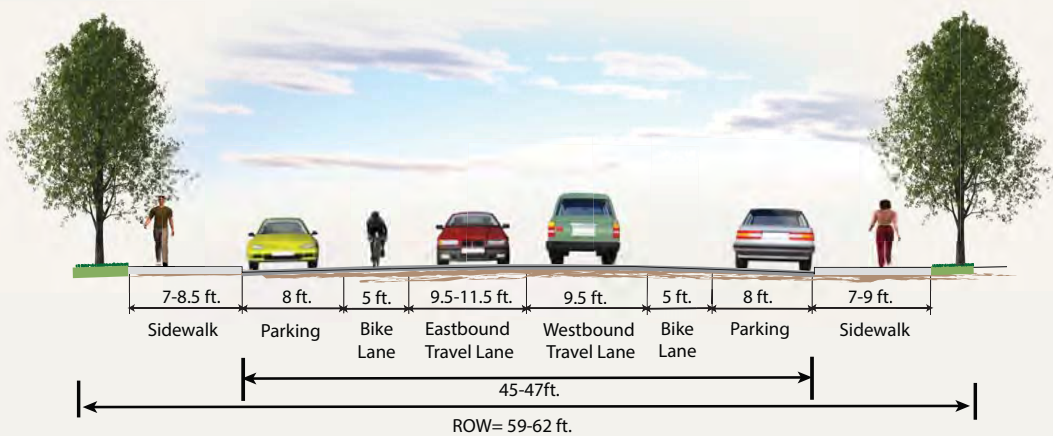 7-8.5 ft.
8 ft.
5 ft.
9.5-11.5 ft.
9.5 ft.
5 ft.
8 ft.
7-9 ft.
Sidewalk
Parking
Bike
Lane
Eastbound
Travel Lane
Westbound
Travel Lane
Bike
Lane
Parking
Sidewalk
45-47ft.
ROW= 59-62 ft.